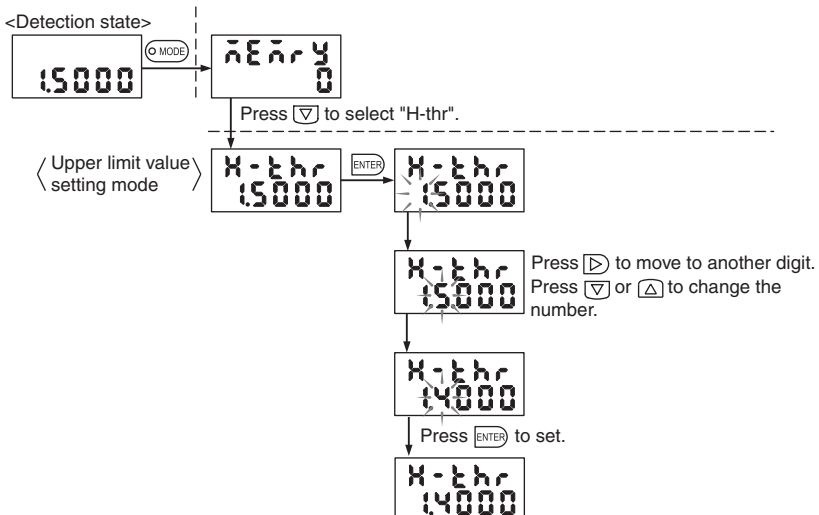 <Detection state>
1.5000
MODE
MEMrY
0
Press ▽ to select "H-thr".
Upper limit value
setting mode
H-thr
1.5000
ENTER
H-thr
1.5000
H-thr
1.5000
Press ▷ to move to another digit.
Press ▽ or △ to change the
number.
H-thr
1.4000
Press ENTER to set.
H-thr
1.4000